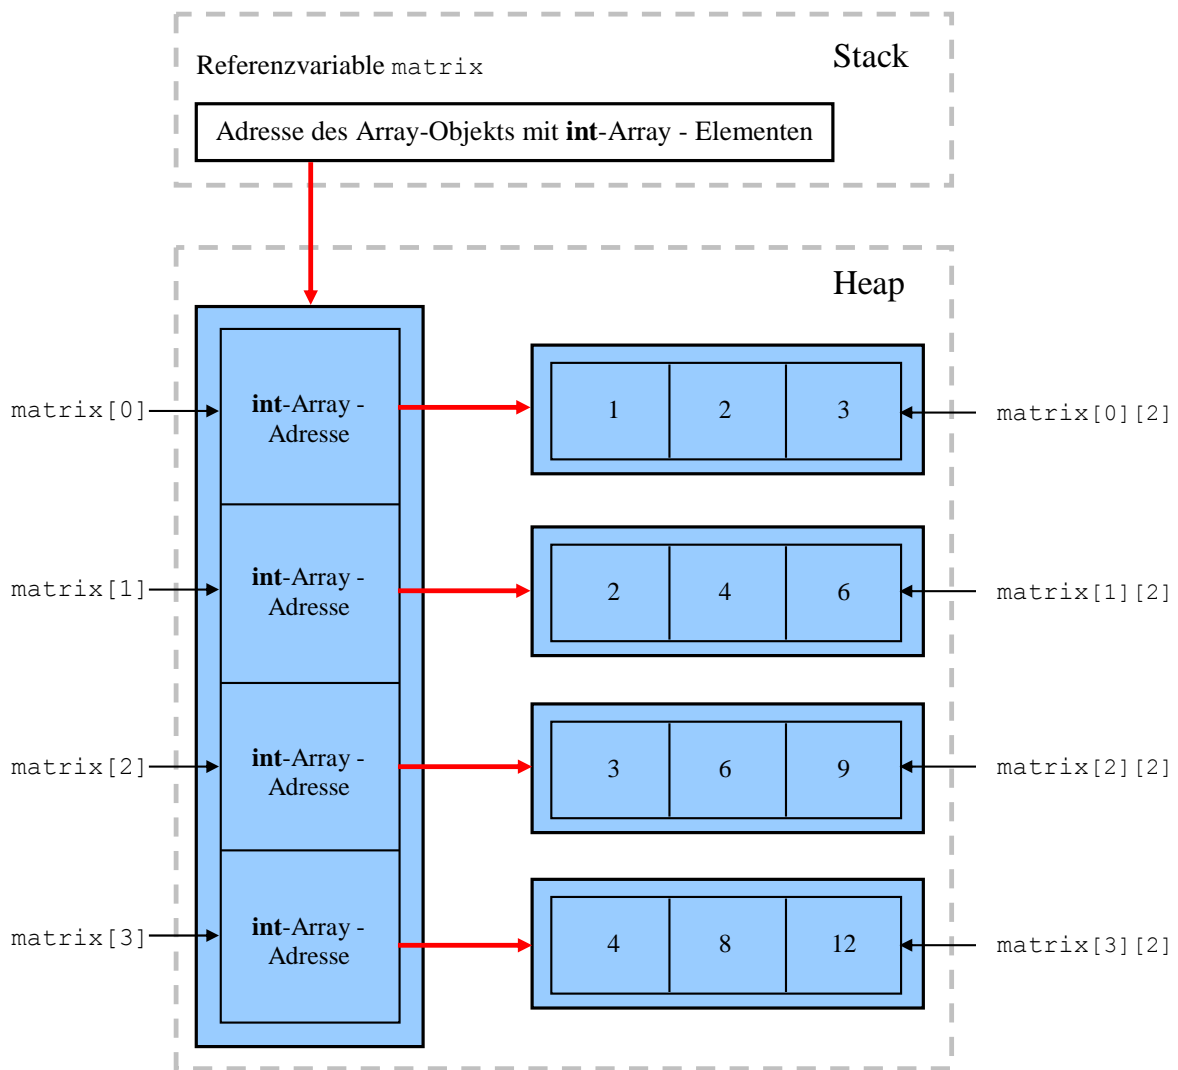 Stack
Referenzvariable matrix
Adresse des Array-Objekts mit int-Array - Elementen
Heap
matrix[0]
int-Array -
Adresse
1 2 3
matrix[0][2]
matrix[1]
int-Array -
Adresse
2 4 6
matrix[1][2]
matrix[2]
int-Array -
Adresse
3 6 9
matrix[2][2]
matrix[3]
int-Array -
Adresse
4 8 12
matrix[3][2]